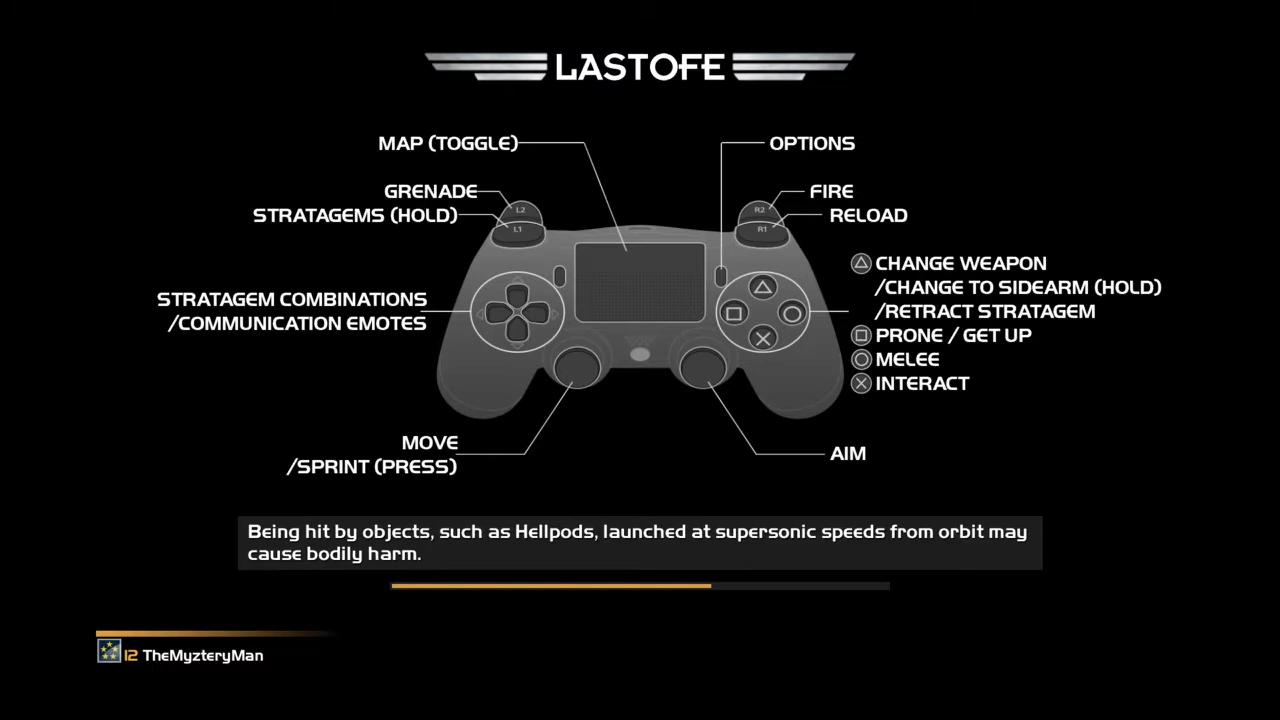 LASTOFE
MAP (TOGGLE)
OPTIONS
GRENADE
FIRE
STRATAGEMS (HOLD)
RELOAD
L2
L1
R2
R1
CHANGE WEAPON
/CHANGE TO SIDEARM (HOLD)
/RETRACT STRATAGEM
PRONE / GET UP
MELEE
INTERACT
STRATAGEM COMBINATIONS
/COMMUNICATION EMOTES
MOVE
/SPRINT (PRESS)
AIM
Being hit by objects, such as Hellpods, launched at supersonic speeds from orbit may
cause bodily harm.
12 TheMyzteryMan